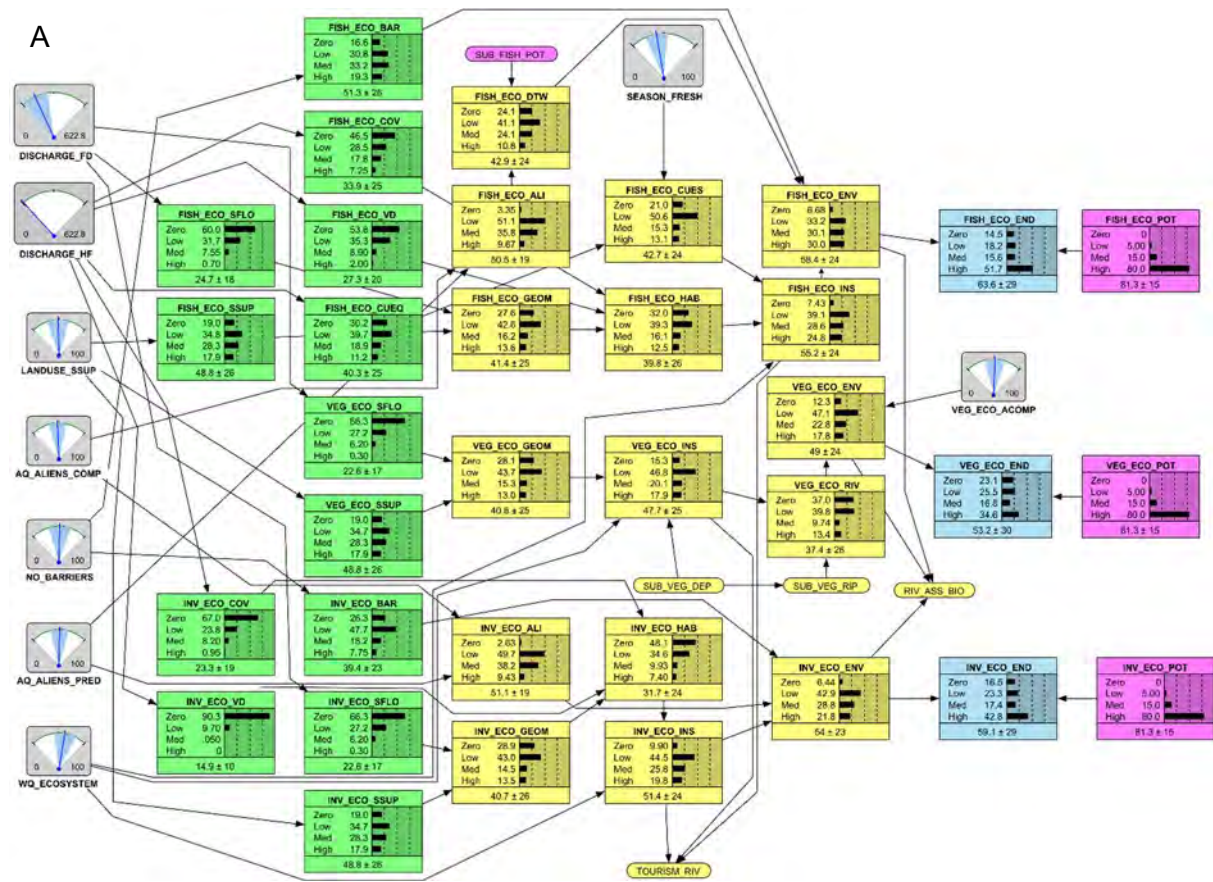 A
FISH_ECO_BAR
Zero 16.6
Low 30.8
Med 33.2
High 19.3
51.3 ± 26
SUB_FISH_POT
0 100
SEASON_FRESH
0 622.8
DISCHARGE_FD
FISH_ECO_COV
Zero 46.5
Low 28.5
Med 17.8
High 7.25
33.9 ± 25
FISH_ECO_DTW
Zero 24.1
Low 41.1
Med 24.1
High 10.8
42.9 ± 24
0 622.8
DISCHARGE_HF
FISH_ECO_SFLO
Zero 60.0
Low 31.7
Med 7.55
High 0.70
24.7 ± 18
FISH_ECO_VD
Zero 53.8
Low 35.3
Med 8.90
High 2.00
27.3 ± 20
FISH_ECO_ALI
Zero 3.35
Low 51.1
Med 35.8
High 9.67
50.5 ± 19
FISH_ECO_CUES
Zero 21.0
Low 50.6
Med 15.3
High 13.1
42.7 ± 24
FISH_ECO_ENV
Zero 6.68
Low 33.2
Med 30.1
High 30.0
58.4 ± 24
FISH_ECO_END
Zero 14.5
Low 18.2
Med 15.6
High 51.7
63.6 ± 29
FISH_ECO_POT
Zero 0
Low 5.00
Med 15.0
High 80.0
81.3 ± 15
FISH_ECO_SSUP
Zero 19.0
Low 34.8
Med 28.3
High 17.9
48.8 ± 26
FISH_ECO_CUEQ
Zero 30.2
Low 39.7
Med 18.9
High 11.2
40.3 ± 25
FISH_ECO_GEOM
Zero 27.6
Low 42.6
Med 16.2
High 13.6
41.4 ± 25
FISH_ECO_HAB
Zero 32.0
Low 39.3
Med 16.1
High 12.5
39.8 ± 26
FISH_ECO_INS
Zero 7.43
Low 39.1
Med 28.6
High 24.8
55.2 ± 24
0 100
LANDUSE_SSUP
0 100
VEG_ECO_ACOMP
VEG_ECO_SFLO
Zero 66.3
Low 27.2
Med 6.20
High 0.30
22.6 ± 17
VEG_ECO_ENV
Zero 12.3
Low 47.1
Med 22.8
High 17.8
49 ± 24
0 100
AQ_ALIENS_COMP
VEG_ECO_GEOM
Zero 28.1
Low 43.7
Med 15.3
High 13.0
40.8 ± 25
VEG_ECO_INS
Zero 15.3
Low 46.8
Med 20.1
High 17.9
47.7 ± 25
VEG_ECO_END
Zero 23.1
Low 25.5
Med 16.8
High 34.6
53.2 ± 30
VEG_ECO_POT
Zero 0
Low 5.00
Med 15.0
High 80.0
81.3 ± 15
VEG_ECO_SSUP
Zero 19.0
Low 34.7
Med 28.3
High 17.9
48.8 ± 26
VEG_ECO_RIV
Zero 37.0
Low 39.8
Med 9.74
High 13.4
37.4 ± 26
0 100
NO_BARRIERS
SUB_VEG_DEP
SUB_VEG_RIP
RIV_ASS_BIO
INV_ECO_COV
Zero 67.0
Low 23.8
Med 8.20
High 0.95
23.3 ± 19
INV_ECO_BAR
Zero 26.3
Low 47.7
Med 18.2
High 7.75
39.4 ± 23
INV_ECO_ALI
Zero 2.63
Low 49.7
Med 38.2
High 9.43
51.1 ± 19
INV_ECO_HAB
Zero 48.1
Low 34.6
Med 9.93
High 7.40
31.7 ± 24
0 100
AQ_ALIENS_PRED
INV_ECO_ENV
Zero 6.44
Low 42.9
Med 28.8
High 21.8
54 ± 23
INV_ECO_END
Zero 16.5
Low 23.3
Med 17.4
High 42.8
59.1 ± 29
INV_ECO_POT
Zero 0
Low 5.00
Med 15.0
High 80.0
81.3 ± 15
INV_ECO_VD
Zero 90.3
Low 9.70
Med .050
High 0
14.9 ± 10
INV_ECO_SFLO
Zero 66.3
Low 27.2
Med 6.20
High 0.30
22.6 ± 17
INV_ECO_GEOM
Zero 28.9
Low 43.0
Med 14.5
High 13.5
40.7 ± 26
INV_ECO_INS
Zero 9.90
Low 44.5
Med 25.8
High 19.8
51.4 ± 24
0 100
WQ_ECOSYSTEM
INV_ECO_SSUP
Zero 19.0
Low 34.7
Med 28.3
High 17.9
48.8 ± 26
TOURISM_RIV